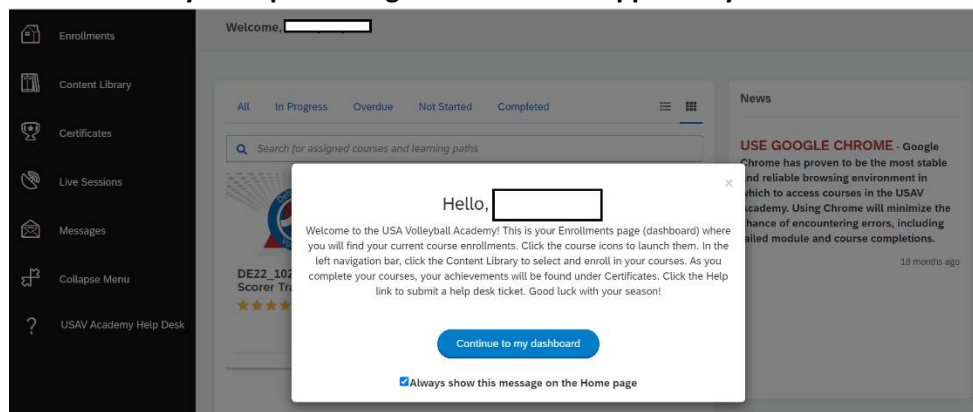 Enrollments
Content Library
Certificates
Live Sessions
Messages
Collapse Menu
USAV Academy Help Desk
Welcome,
All In Progress Overdue Not Started Completed
Search for assigned courses and learning paths
DE22_102
Scorer Tra
Hello,
Welcome to the USA Volleyball Academy! This is your Enrollments page (dashboard) where
you will find your current course enrollments. Click the course icons to launch them. In the
left navigation bar, click the Content Library to select and enroll in your courses. As you
complete your courses, your achievements will be found under Certificates. Click the Help
link to submit a help desk ticket. Good luck with your season!
Continue to my dashboard
Always show this message on the Home page
News
USE GOOGLE CHROME - Google
Chrome has proven to be the most stable
and reliable browsing environment in
which to access courses in the USAV
Academy. Using Chrome will minimize the
chance of encountering errors, including
failed module and course completions.
18 months ago